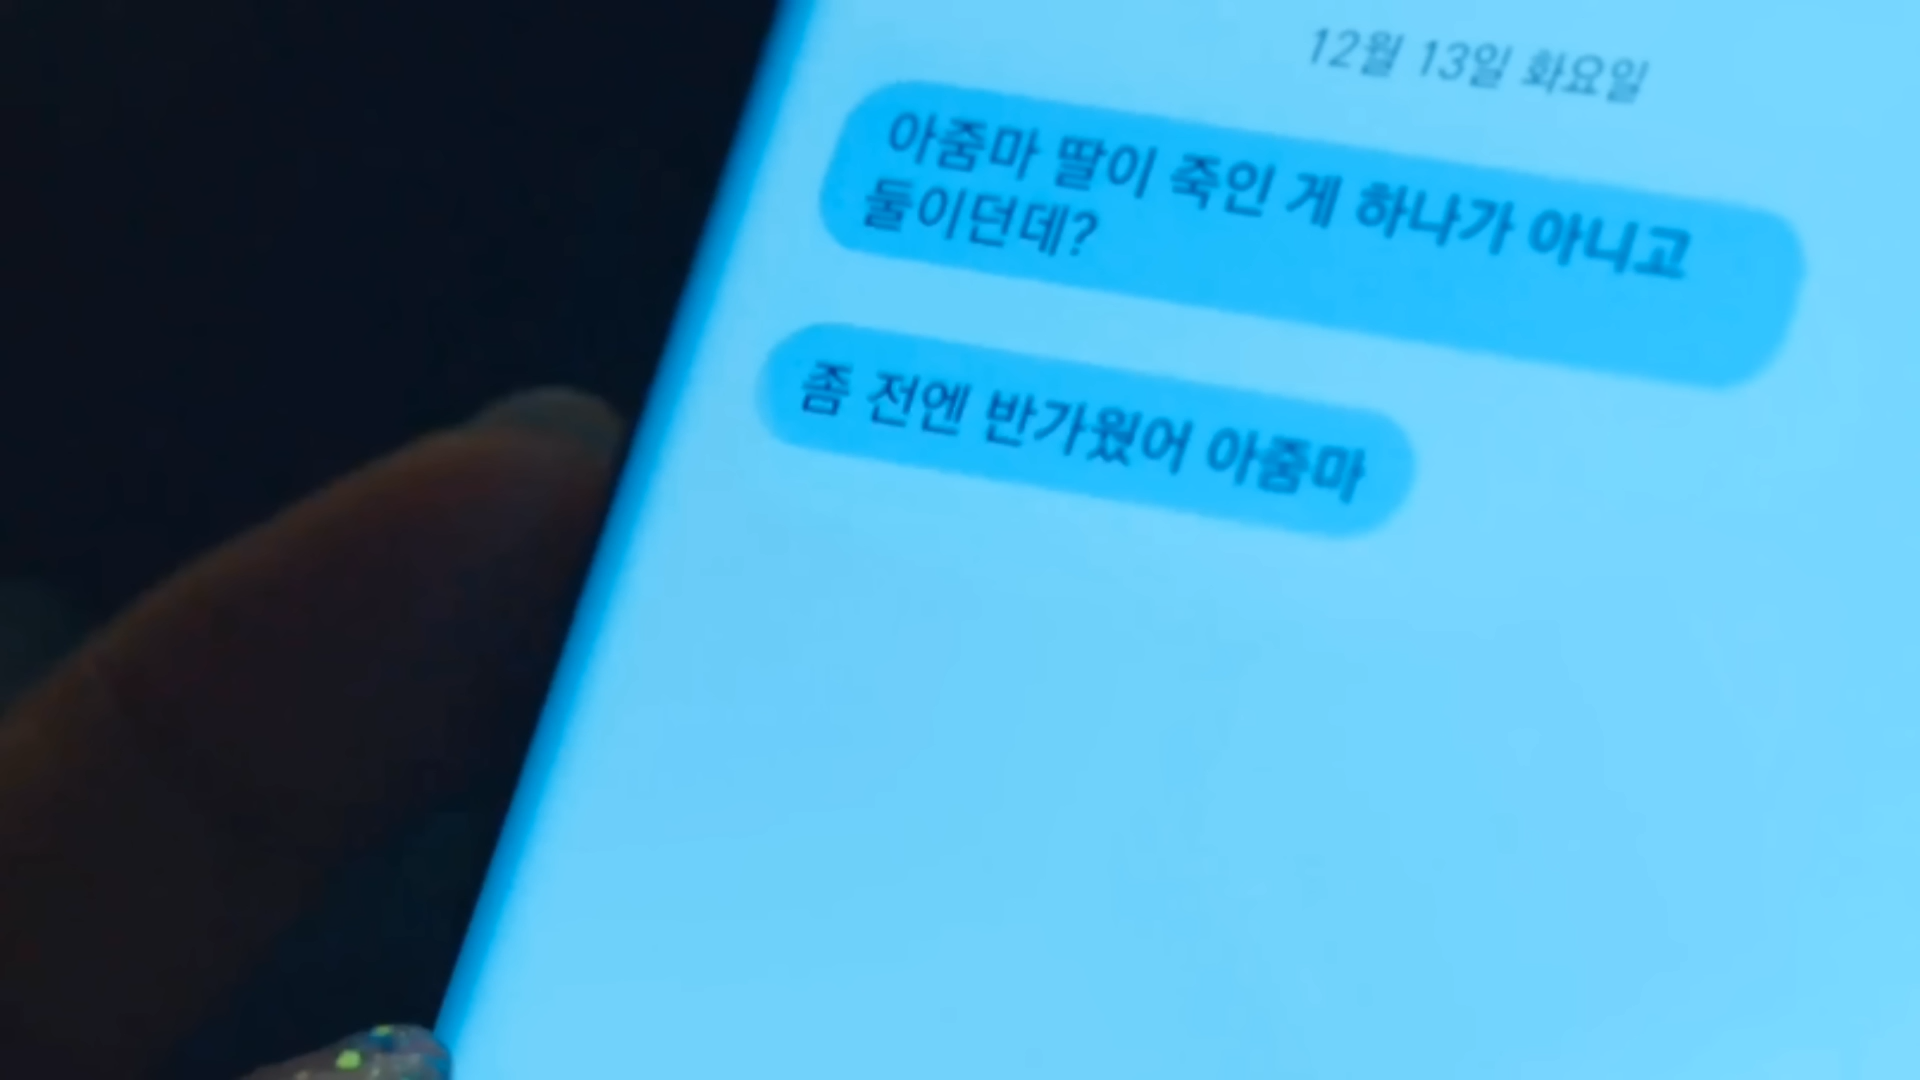 12월 13일 화요일
아줌마 딸이 죽인 게 하나가 아니고
둘이던데?
좀 전엔 반가웠어 아줌마